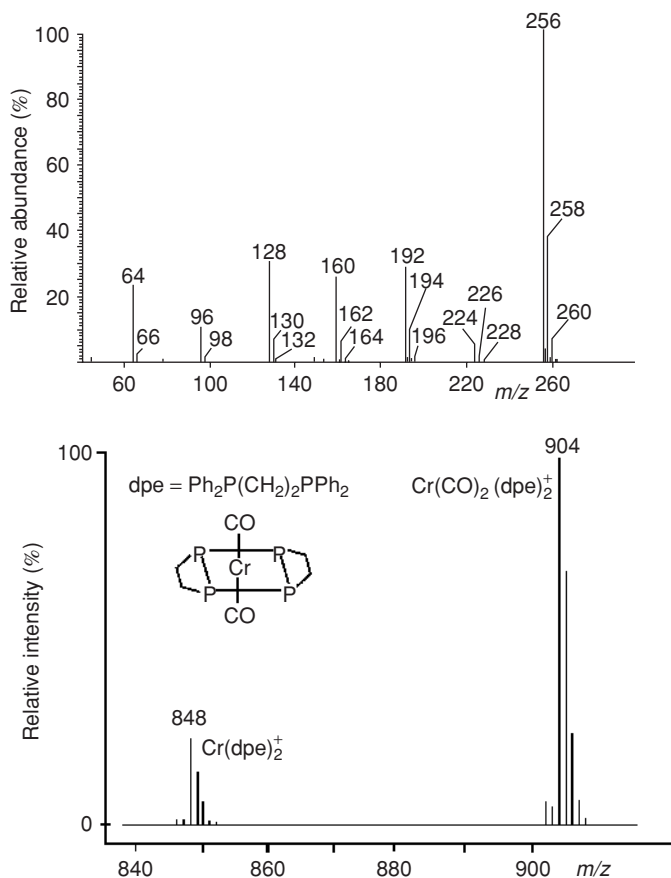 Relative abundance (%)
100
80
60
40
20
256
258
260
64
66
96
98
128
130
132
160
162
164
192
194
196
224
226
228
60
100
140
180
220
260
m/z
Relative intensity (%)
100
0
dpe = Ph₂P(CH₂)₂PPh₂
CO
P
P
Cr
P
P
CO
Cr(CO)₂ (dpe)₂⁺
904
848
Cr(dpe)₂⁺
840
860
880
900
m/z